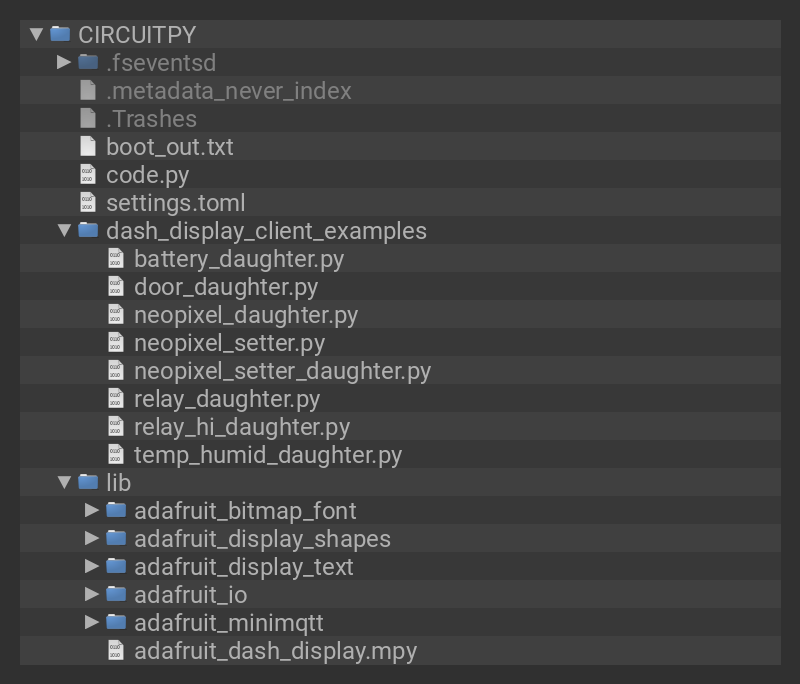 CIRCUITPY
.fseventsd
.metadata_never_index
.Trashes
boot_out.txt
code.py
settings.toml
dash_display_client_examples
battery_daughter.py
door_daughter.py
neopixel_daughter.py
neopixel_setter.py
neopixel_setter_daughter.py
relay_daughter.py
relay_hi_daughter.py
temp_humid_daughter.py
lib
adafruit_bitmap_font
adafruit_display_shapes
adafruit_display_text
adafruit_io
adafruit_minimqtt
adafruit_dash_display.mpy